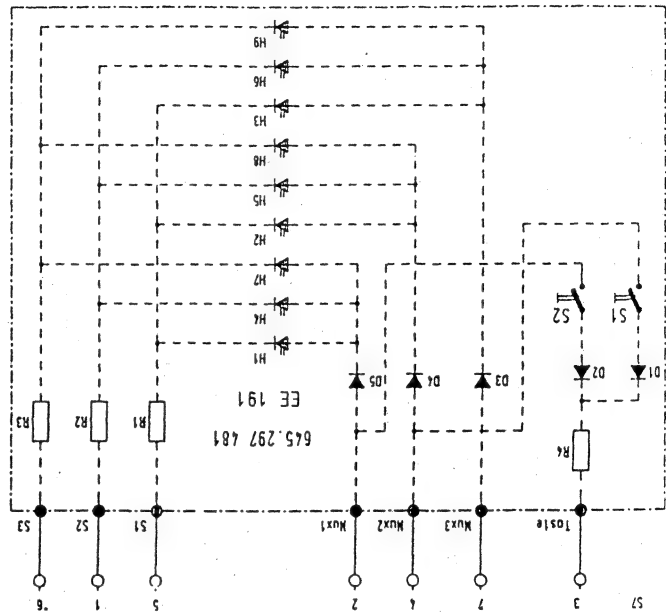 S7 3 7 4 2 5 1 6
Taste Mux3 Mux2 Mux1 S1 S2 S3
R4 645.297 481 R1 R2 R3
EE 191
D1 D2 D3 D4 D5
H1
S1 S2
H4
H7
H2
H5
H8
H3
H6
H9